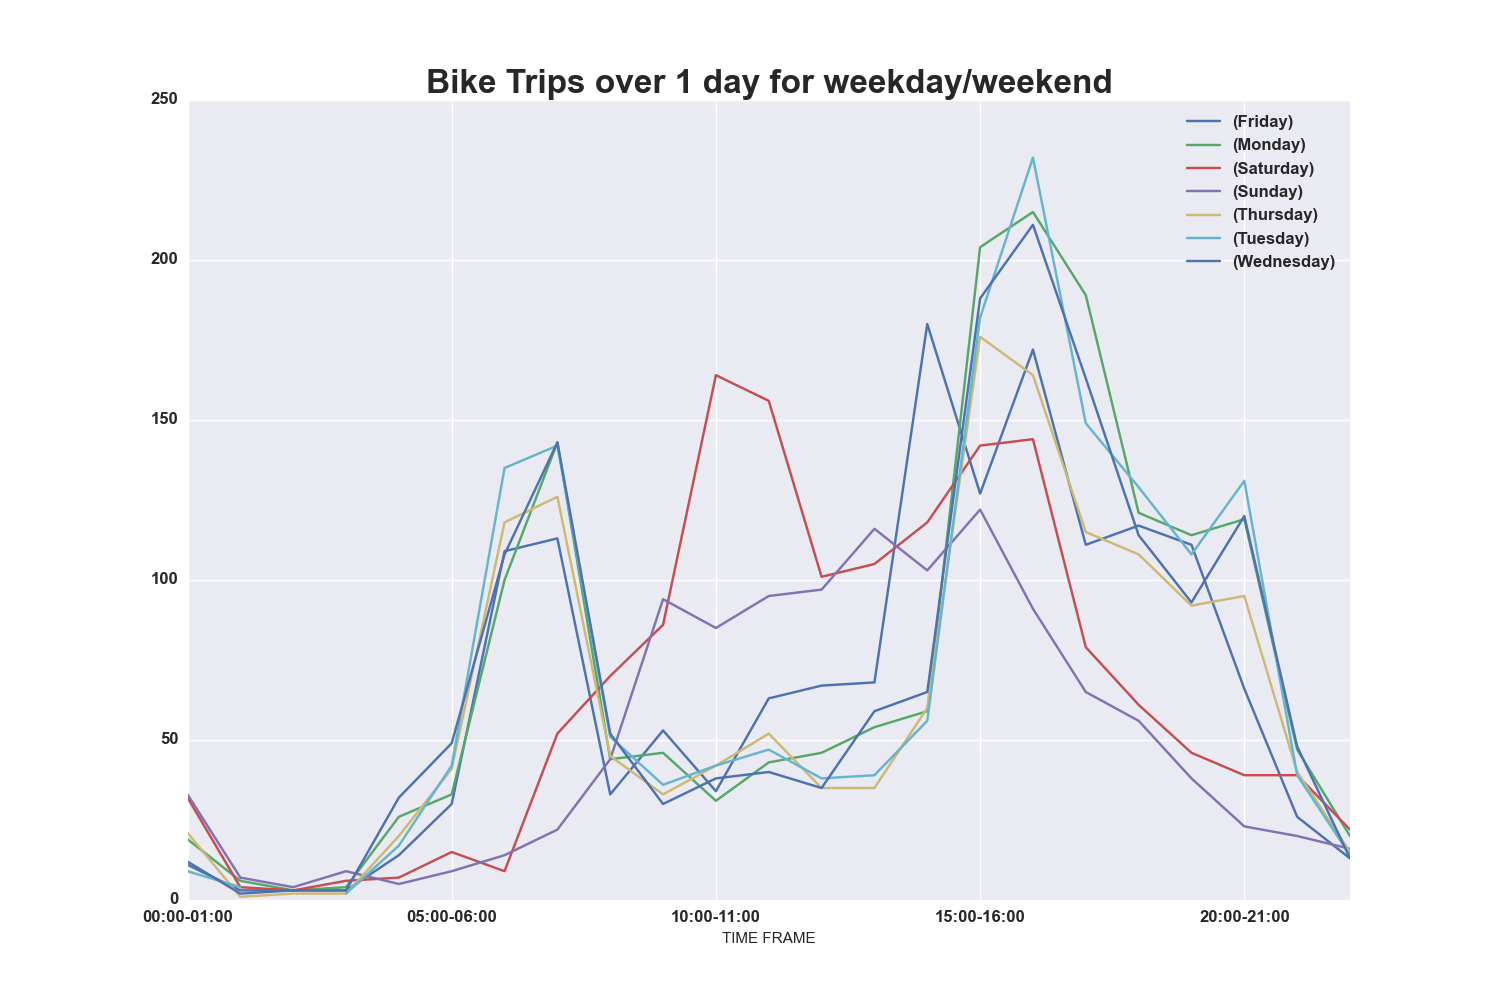 Bike Trips over 1 day for weekday/weekend
250
200
150
100
50
0
(Friday)
(Monday)
(Saturday)
(Sunday)
(Thursday)
(Tuesday)
(Wednesday)
00:00-01:00 05:00-06:00 10:00-11:00 15:00-16:00 20:00-21:00
TIME FRAME